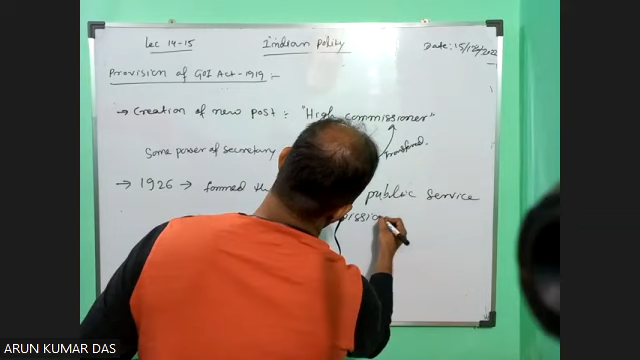 Lec 14-15 Indian Polity Date: 15/12/2022
Provision of GOI Act-1919:-
→ Creation of new post: "High Commissioner"
Some power of secretary transferred.
→ 1926 → formed the public service
missio
ARUN KUMAR DAS